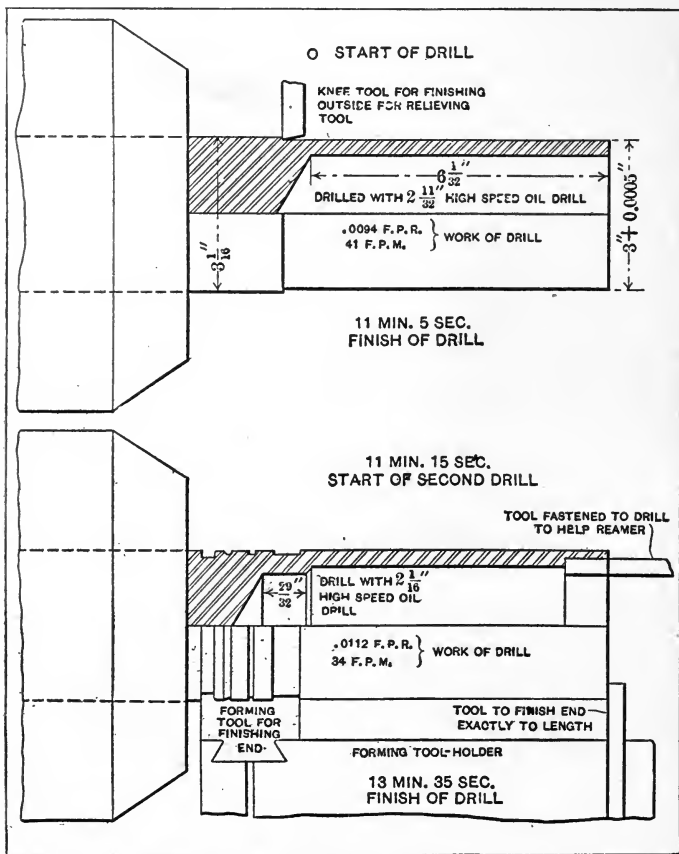 O START OF DRILL
KNEE TOOL FOR FINISHING
OUTSIDE FOR RELIEVING
TOOL
6 1/32"
DRILLED WITH 2 11/32" HIGH SPEED OIL DRILL
3"+0.0005"
3 1/16"
.0094 F.P.R.
41 F.P.M. } WORK OF DRILL
11 MIN. 5 SEC.
FINISH OF DRILL
11 MIN. 15 SEC.
START OF SECOND DRILL
TOOL FASTENED TO DRILL
TO HELP REAMER
29/32"
DRILL WITH 2 1/16"
HIGH SPEED OIL
DRILL
.0112 F.P.R.
34 F.P.M. } WORK OF DRILL
FORMING
TOOL FOR
FINISHING
END
TOOL TO FINISH END
EXACTLY TO LENGTH
FORMING TOOL-HOLDER
13 MIN. 35 SEC.
FINISH OF DRILL